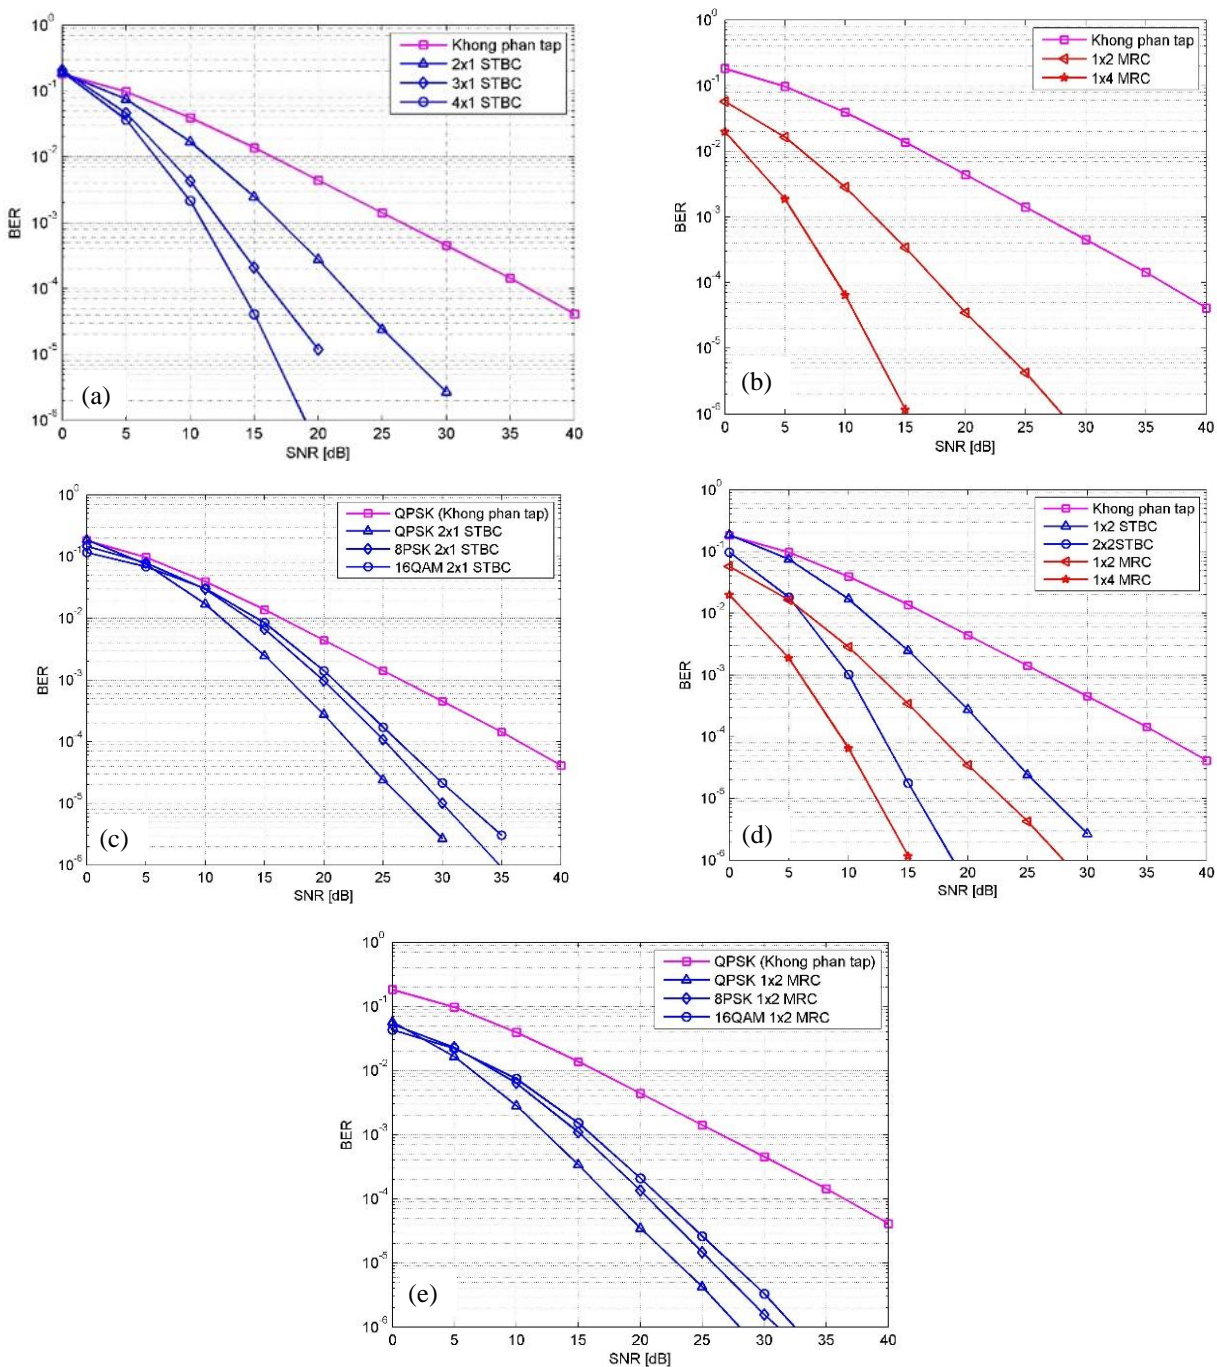 10^0
10^-1
10^-2
10^-3
10^-4
10^-5
10^-6
BER
Khong phan tap
2x1 STBC
3x1 STBC
4x1 STBC
(a)
0 5 10 15 20 25 30 35 40
SNR [dB]
10^0
10^-1
10^-2
10^-3
10^-4
10^-5
10^-6
BER
Khong phan tap
1x2 MRC
1x4 MRC
(b)
0 5 10 15 20 25 30 35 40
SNR [dB]
10^0
10^-1
10^-2
10^-3
10^-4
10^-5
10^-6
BER
QPSK (Khong phan tap)
QPSK 2x1 STBC
8PSK 2x1 STBC
16QAM 2x1 STBC
(c)
0 5 10 15 20 25 30 35 40
SNR [dB]
10^0
10^-1
10^-2
10^-3
10^-4
10^-5
10^-6
BER
Khong phan tap
1x2 STBC
2x2STBC
1x2 MRC
1x4 MRC
(d)
0 5 10 15 20 25 30 35 40
SNR [dB]
10^0
10^-1
10^-2
10^-3
10^-4
10^-5
10^-6
BER
QPSK (Khong phan tap)
QPSK 1x2 MRC
8PSK 1x2 MRC
16QAM 1x2 MRC
(e)
0 5 10 15 20 25 30 35 40
SNR [dB]